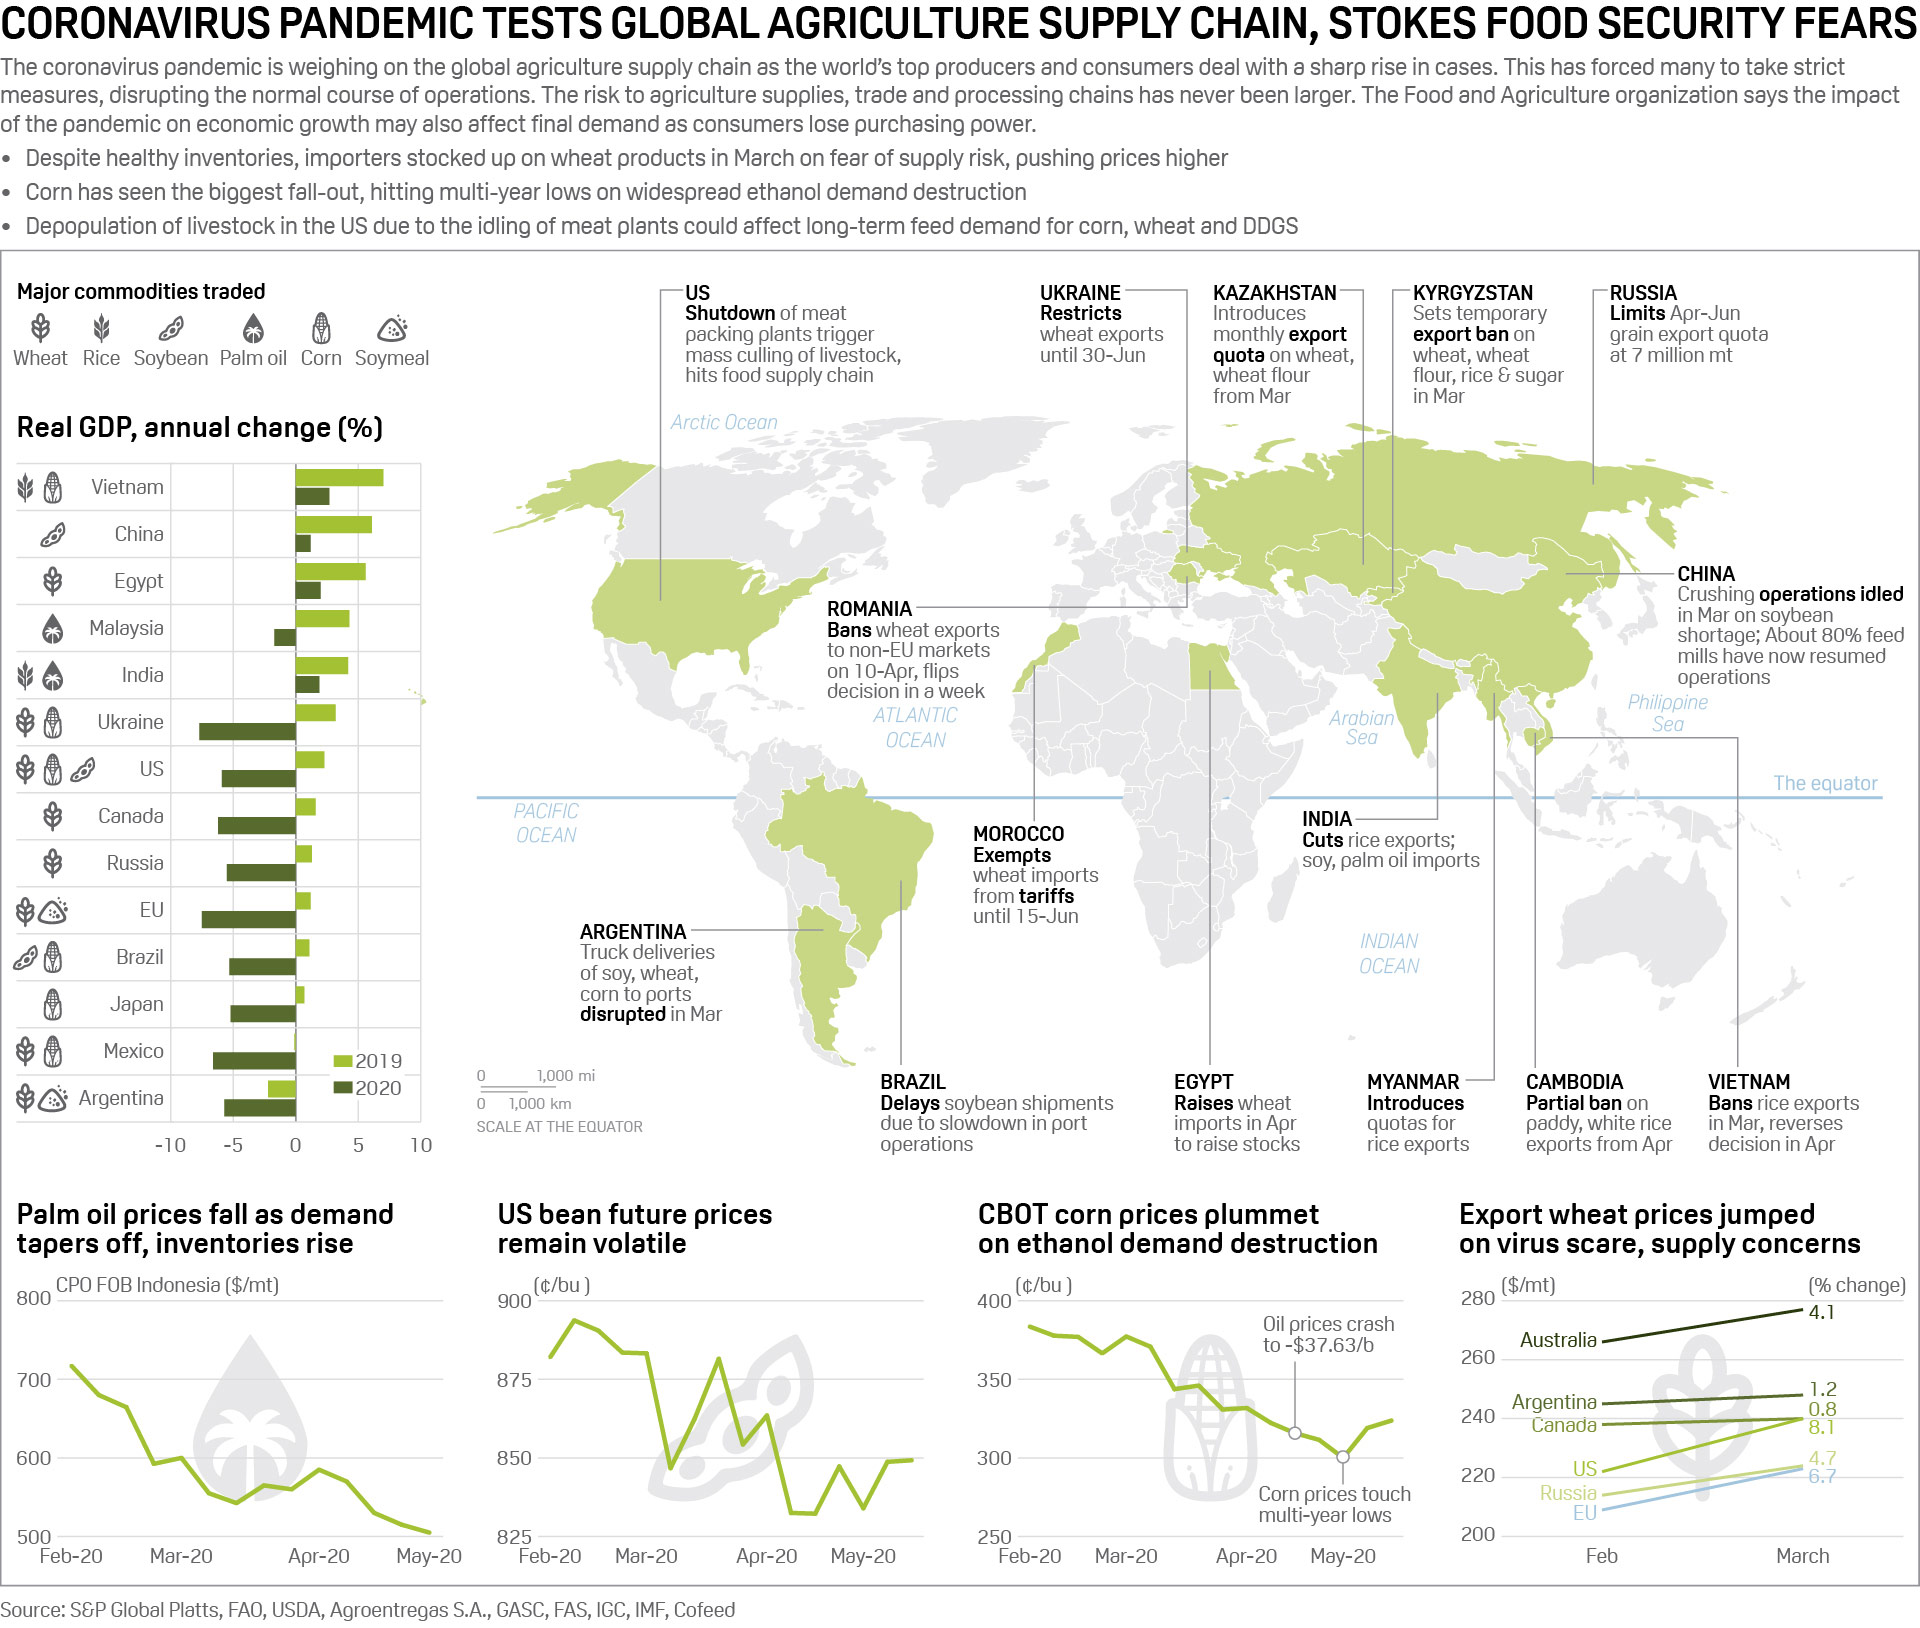 CORONAVIRUS PANDEMIC TESTS GLOBAL AGRICULTURE SUPPLY CHAIN, STOKES FOOD SECURITY FEARS
The coronavirus pandemic is weighing on the global agriculture supply chain as the world's top producers and consumers deal with a sharp rise in cases. This has forced many to take strict
measures, disrupting the normal course of operations. The risk to agriculture supplies, trade and processing chains has never been larger. The Food and Agriculture organization says the impact
of the pandemic on economic growth may also affect final demand as consumers lose purchasing power.
• Despite healthy inventories, importers stocked up on wheat products in March on fear of supply risk, pushing prices higher
• Corn has seen the biggest fall-out, hitting multi-year lows on widespread ethanol demand destruction
• Depopulation of livestock in the US due to the idling of meat plants could affect long-term feed demand for corn, wheat and DDGS
Major commodities traded
Wheat Rice Soybean Palm oil Corn Soymeal
Real GDP, annual change (%)
Vietnam
China
Egypt
Malaysia
India
Ukraine
US
Canada
Russia
EU
Brazil
Japan
Mexico
Argentina
2019
2020
-10 -5 0 5 10
US
Shutdown of meat
packing plants trigger
mass culling of livestock,
hits food supply chain
UKRAINE
Restricts
wheat exports
until 30-Jun
KAZAKHSTAN
Introduces
monthly export
quota on wheat,
wheat flour
from Mar
KYRGYZSTAN
Sets temporary
export ban on
wheat, wheat
flour, rice & sugar
in Mar
RUSSIA
Limits Apr-Jun
grain export quota
at 7 million mt
Arctic Ocean
CHINA
Crushing operations idled
in Mar on soybean
shortage; About 80% feed
mills have now resumed
operations
ROMANIA
Bans wheat exports
to non-EU markets
on 10-Apr, flips
decision in a week
ATLANTIC
OCEAN
Arabian
Sea
Philippine
Sea
The equator
PACIFIC
OCEAN
MOROCCO
Exempts
wheat imports
from tariffs
until 15-Jun
INDIA
Cuts rice exports;
soy, palm oil imports
ARGENTINA
Truck deliveries
of soy, wheat,
corn to ports
disrupted in Mar
INDIAN
OCEAN
0 1,000 mi
0 1,000 km
SCALE AT THE EQUATOR
BRAZIL
Delays soybean shipments
due to slowdown in port
operations
EGYPT
Raises wheat
imports in Apr
to raise stocks
MYANMAR
Introduces
quotas for
rice exports
CAMBODIA
Partial ban on
paddy, white rice
exports from Apr
VIETNAM
Bans rice exports
in Mar, reverses
decision in Apr
Palm oil prices fall as demand
tapers off, inventories rise
CPO FOB Indonesia ($/mt)
800
700
600
500
Feb-20 Mar-20 Apr-20 May-20
US bean future prices
remain volatile
(¢/bu )
900
875
850
825
Feb-20 Mar-20 Apr-20 May-20
CBOT corn prices plummet
on ethanol demand destruction
(¢/bu )
400
350
300
250
Oil prices crash
to -$37.63/b
Corn prices touch
multi-year lows
Feb-20 Mar-20 Apr-20 May-20
Export wheat prices jumped
on virus scare, supply concerns
($/mt) (% change)
280
260
240
220
200
Australia 4.1
Argentina 1.2
Canada 0.8
US 8.1
Russia 4.7
EU 6.7
Feb March
Source: S&P Global Platts, FAO, USDA, Agroentregas S.A., GASC, FAS, IGC, IMF, Cofeed